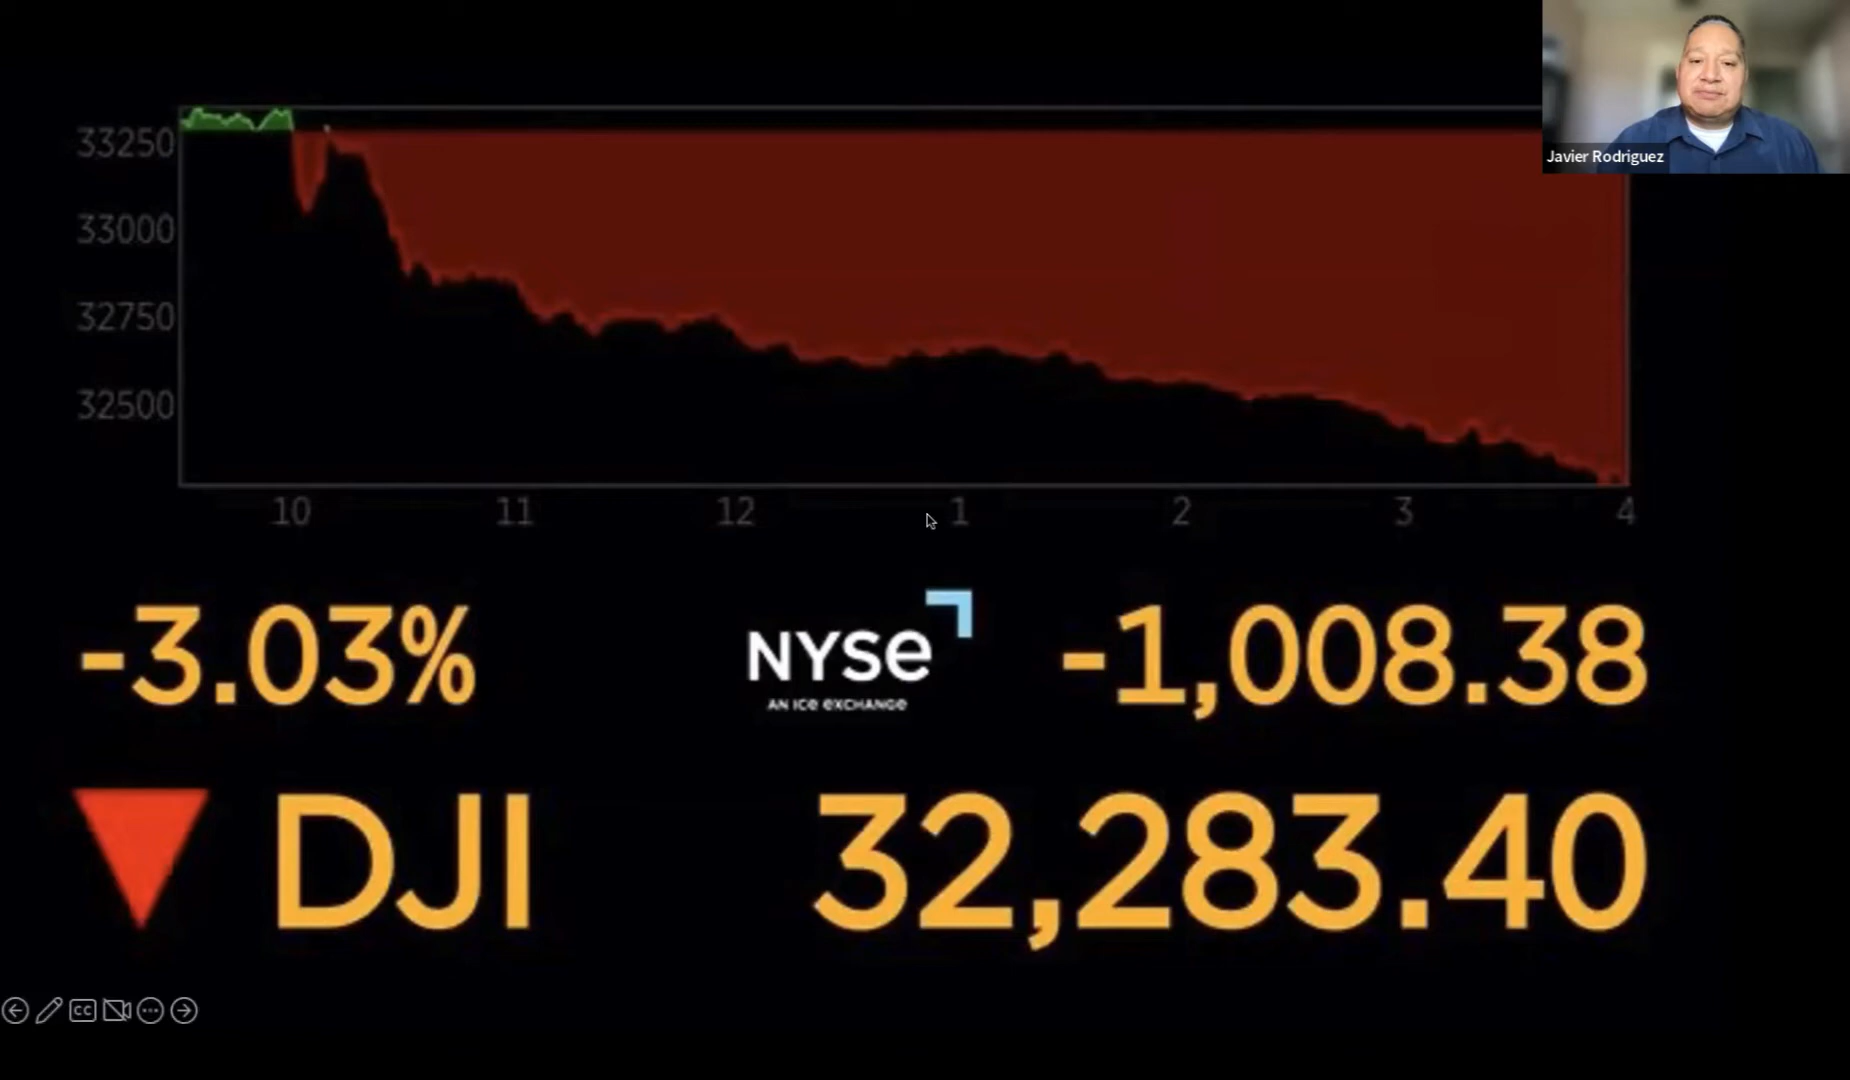 Javier Rodriguez
33250
33000
32750
32500
10 11 12 1 2 3 4
-3.03%
NYSE
AN ICE EXCHANGE
-1,008.38
DJI
32,283.40
CC